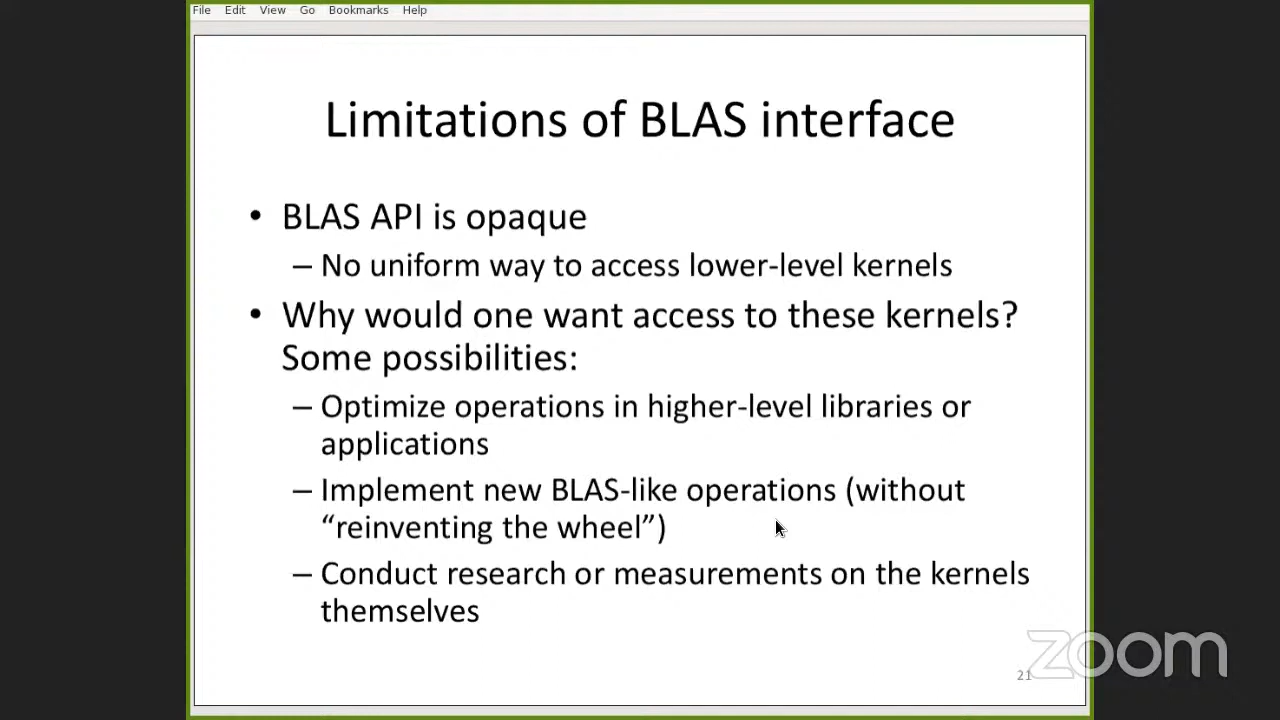 File Edit View Go Bookmarks Help
Limitations of BLAS interface
• BLAS API is opaque
– No uniform way to access lower-level kernels
• Why would one want access to these kernels?
Some possibilities:
– Optimize operations in higher-level libraries or
applications
– Implement new BLAS-like operations (without
“reinventing the wheel”)
– Conduct research or measurements on the kernels
themselves
21
zoom